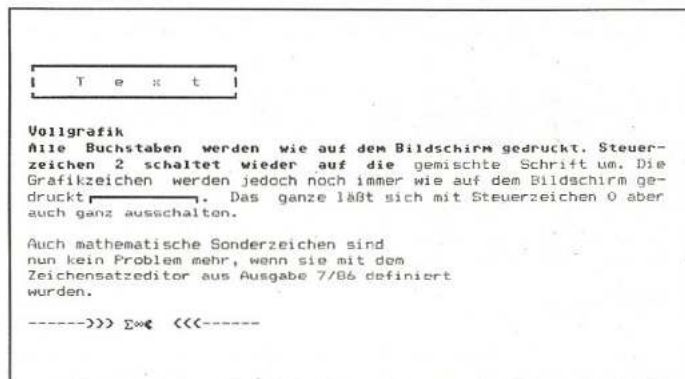 T e x t
Vollgrafik
Alle Buchstaben werden wie auf dem Bildschirm gedruckt. Steuer-
zeichen 2 schaltet wieder auf die gemischte Schrift um. Die
Grafikzeichen werden jedoch noch immer wie auf dem Bildschirm ge-
druckt . Das ganze läßt sich mit Steuerzeichen 0 aber
auch ganz ausschalten.
Auch mathematische Sonderzeichen sind
nun kein Problem mehr, wenn sie mit dem
Zeichensatzeditor aus Ausgabe 7/86 definiert
wurden.
------>>> Σ∞ <<<------